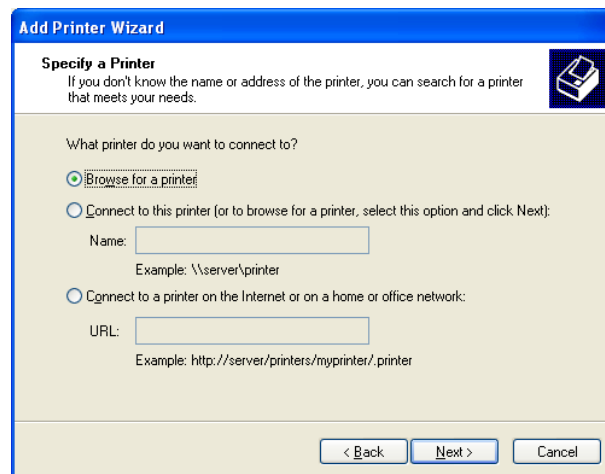 Add Printer Wizard
Specify a Printer
If you don't know the name or address of the printer, you can search for a printer
that meets your needs.
What printer do you want to connect to?
Browse for a printer
Connect to this printer (or to browse for a printer, select this option and click Next):
Name:
Example: \\server\printer
Connect to a printer on the Internet or on a home or office network:
URL:
Example: http://server/printers/myprinter/.printer
< Back Next > Cancel